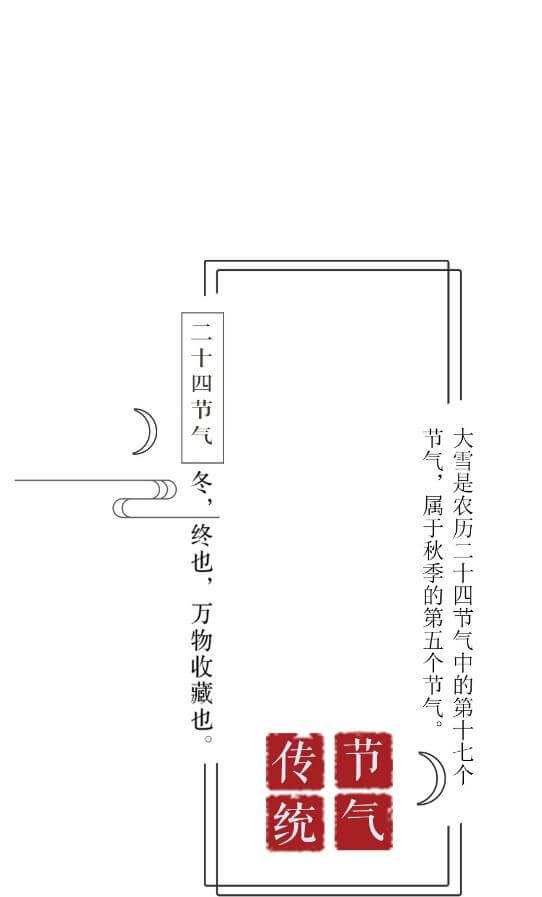 大雪是农历二十四节气中的第十七个
节气，属于秋季的第五个节气。
节气
传统
二十四节气
冬，终也，万物收藏也。